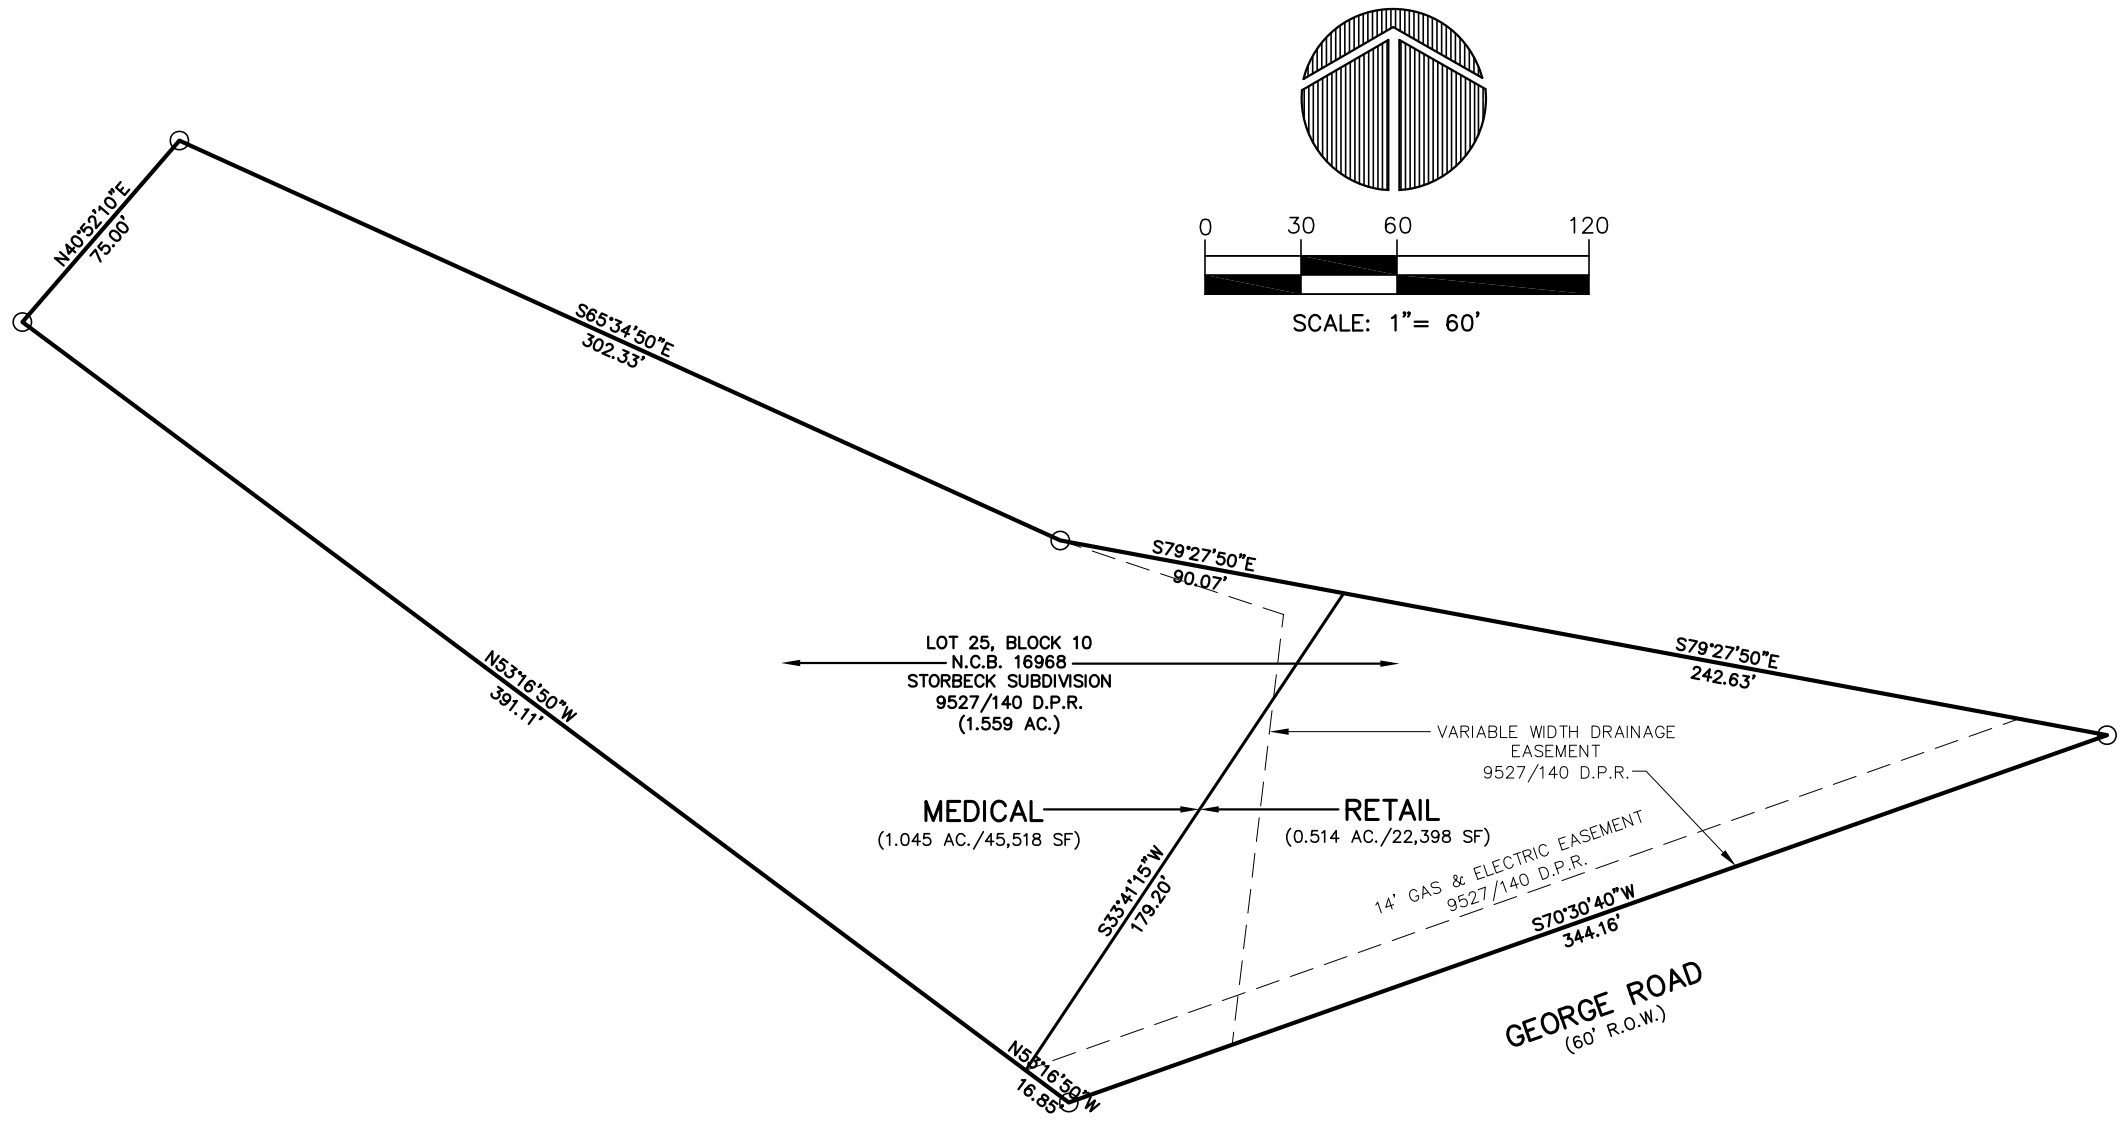 0 30 60 120
SCALE: 1"= 60'
N40°52'10"E
75.00'
S65°34'50"E
302.33'
S79°27'50"E
90.07'
S79°27'50"E
242.63'
LOT 25, BLOCK 10
N.C.B. 16968
STORBECK SUBDIVISION
9527/140 D.P.R.
(1.559 AC.)
N53°16'50"W
391.11'
VARIABLE WIDTH DRAINAGE
EASEMENT
9527/140 D.P.R.
MEDICAL
(1.045 AC./45,518 SF)
RETAIL
(0.514 AC./22,398 SF)
S33°41'15"W
179.20'
14' GAS & ELECTRIC EASEMENT
9527/140 D.P.R.
S70°30'40"W
344.16'
GEORGE ROAD
(60' R.O.W.)
N53°16'50"W
16.85'